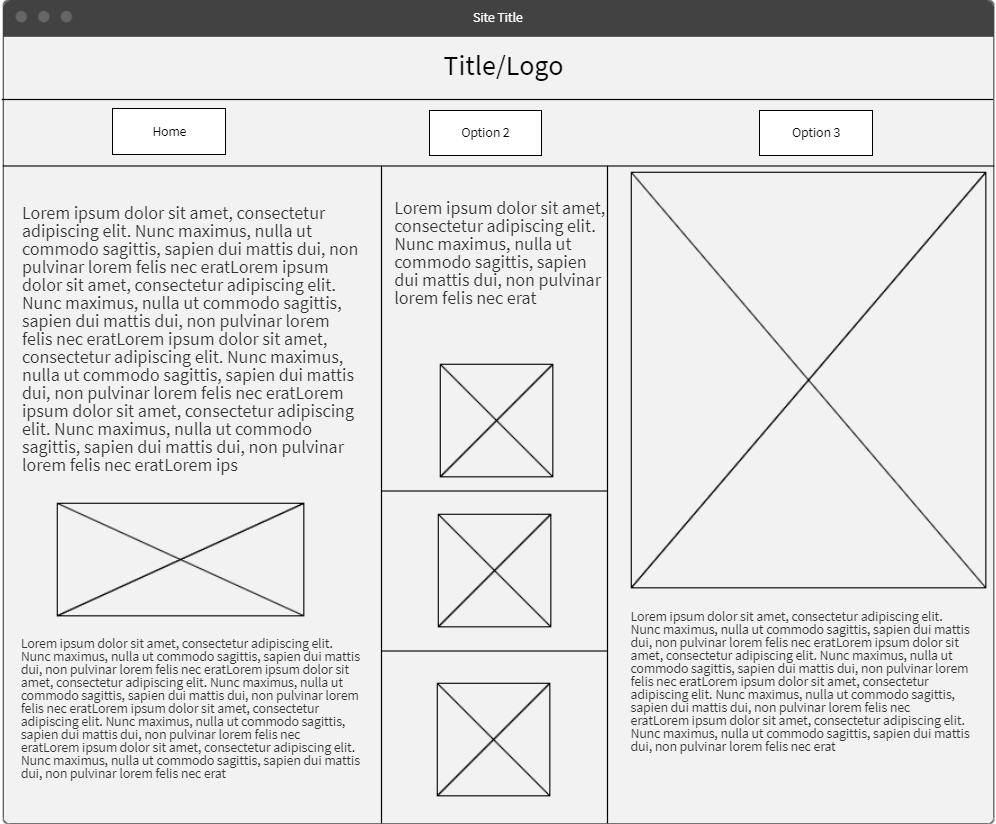 Site Title
Title/Logo
Home
Option 2
Option 3
Lorem ipsum dolor sit amet, consectetur
adipiscing elit. Nunc maximus, nulla ut
commodo sagittis, sapien dui mattis dui, non
pulvinar lorem felis nec eratLorem ipsum
dolor sit amet, consectetur adipiscing elit.
Nunc maximus, nulla ut commodo sagittis,
sapien dui mattis dui, non pulvinar lorem
felis nec eratLorem ipsum dolor sit amet,
consectetur adipiscing elit. Nunc maximus,
nulla ut commodo sagittis, sapien dui mattis
dui, non pulvinar lorem felis nec eratLorem
ipsum dolor sit amet, consectetur adipiscing
elit. Nunc maximus, nulla ut commodo
sagittis, sapien dui mattis dui, non pulvinar
lorem felis nec eratLorem ips
Lorem ipsum dolor sit amet, consectetur adipiscing elit.
Nunc maximus, nulla ut commodo sagittis, sapien dui mattis
dui, non pulvinar lorem felis nec eratLorem ipsum dolor sit
amet, consectetur adipiscing elit. Nunc maximus, nulla ut
commodo sagittis, sapien dui mattis dui, non pulvinar lorem
felis nec eratLorem ipsum dolor sit amet, consectetur
adipiscing elit. Nunc maximus, nulla ut commodo sagittis,
sapien dui mattis dui, non pulvinar lorem felis nec
eratLorem ipsum dolor sit amet, consectetur adipiscing elit.
Nunc maximus, nulla ut commodo sagittis, sapien dui mattis
dui, non pulvinar lorem felis nec erat
Lorem ipsum dolor sit amet,
consectetur adipiscing elit.
Nunc maximus, nulla ut
commodo sagittis, sapien
dui mattis dui, non pulvinar
lorem felis nec erat
Lorem ipsum dolor sit amet, consectetur adipiscing elit.
Nunc maximus, nulla ut commodo sagittis, sapien dui mattis
dui, non pulvinar lorem felis nec eratLorem ipsum dolor sit
amet, consectetur adipiscing elit. Nunc maximus, nulla ut
commodo sagittis, sapien dui mattis dui, non pulvinar lorem
felis nec eratLorem ipsum dolor sit amet, consectetur
adipiscing elit. Nunc maximus, nulla ut commodo sagittis,
sapien dui mattis dui, non pulvinar lorem felis nec
eratLorem ipsum dolor sit amet, consectetur adipiscing elit.
Nunc maximus, nulla ut commodo sagittis, sapien dui mattis
dui, non pulvinar lorem felis nec erat